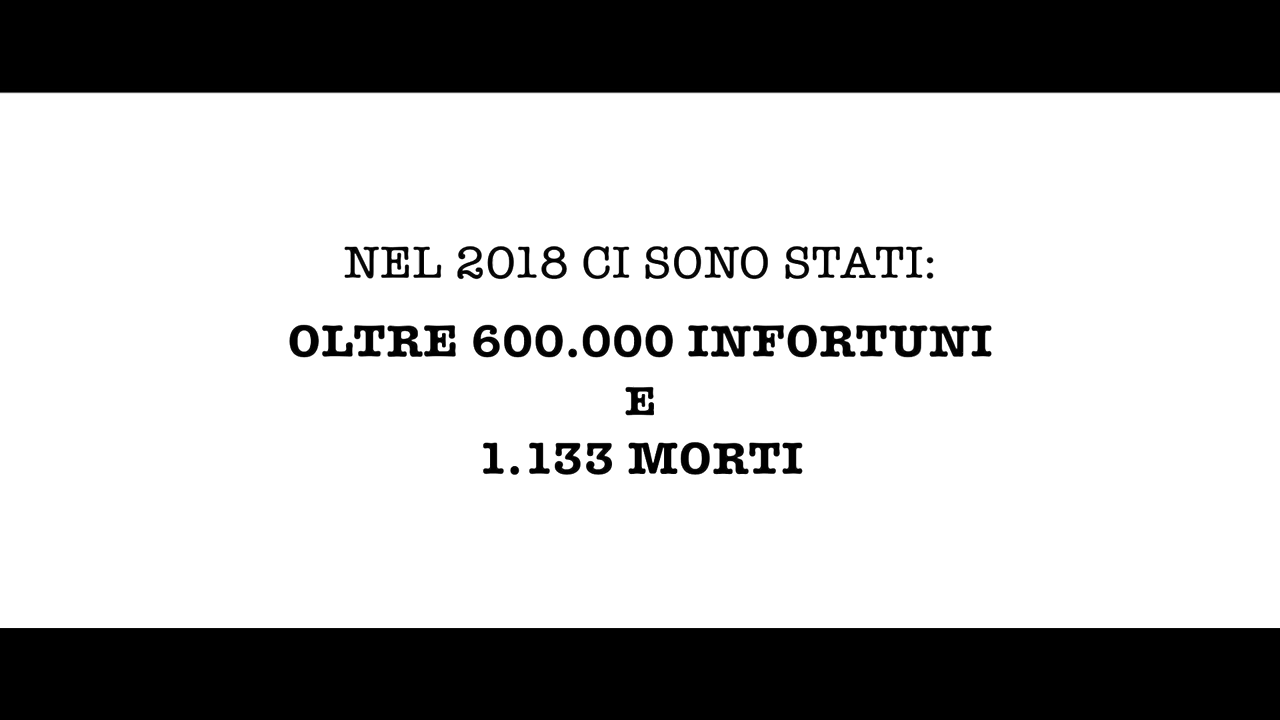 NEL 2018 CI SONO STATI:
OLTRE 600.000 INFORTUNI
E
1.133 MORTI